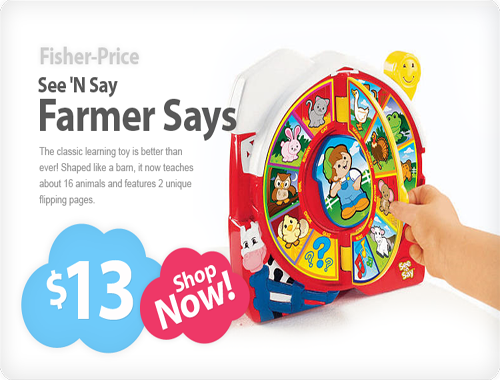 Fisher-Price
See 'N Say
Farmer Says
The classic learning toy is better than
ever! Shaped like a barn, it now teaches
about 16 animals and features 2 unique
flipping pages.
$13
Shop
Now!
? ? ?
See
'n Say